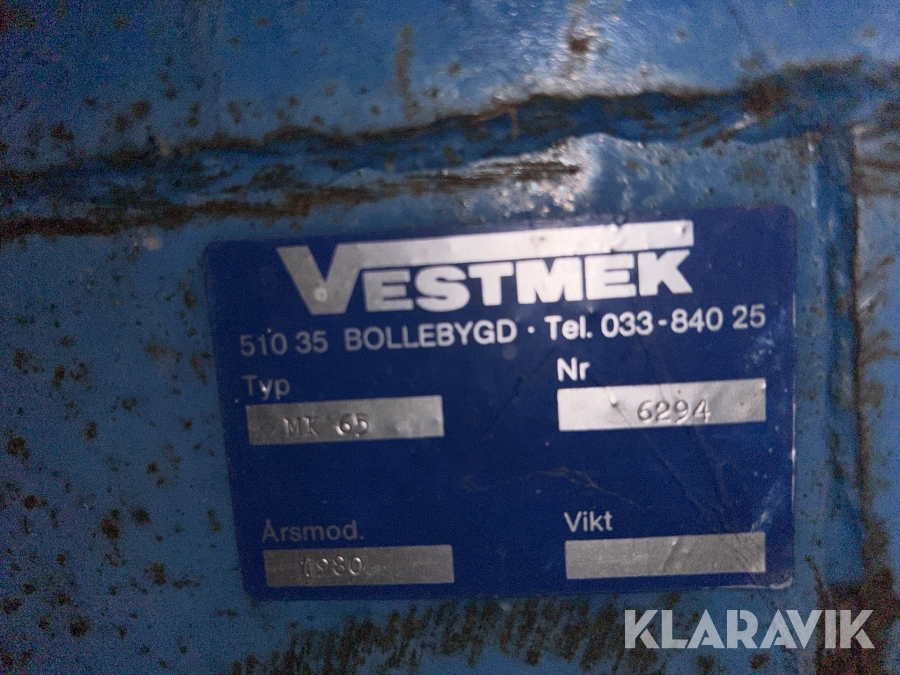 VESTMEK
510 35 BOLLEBYGD · Tel. 033-840 25
Typ Nr
MK 65 6294
Årsmod. Vikt
1980
KLARAVIK